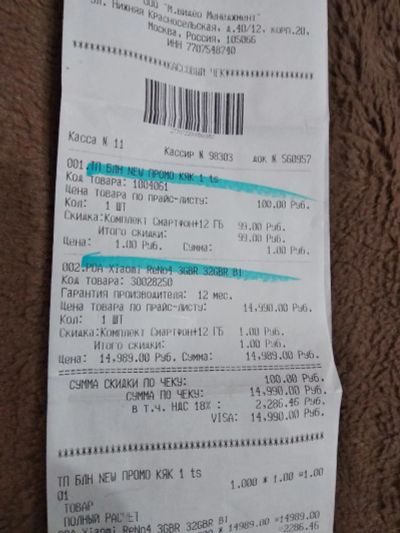 ООО "М.видео Менеджмент"
ул. Нижняя Красносельская, д.40/12, корп.20,
Москва, Россия, 105066
ИНН 7707548740
КАССОВЫЙ ЧЕК
Касса N 11 Кассир N 98303 док N 560957
001.ТП БЛН NEW ПРОМО КЯК 1 ts
Код товара: 1004061
Цена товара по прайс-листу: 100.00 Руб.
Кол: 1 ШТ
Скидка:Комплект Смартфон+12 ГБ 99.00 Руб.
Итого скидки: 99.00 Руб.
Цена: 1.00 Руб. Сумма: 1.00 Руб.
002.РОА Xiaomi ReNo4 3GBR 32GBR B1
Код товара: 30028250
Гарантия производителя: 12 мес.
Цена товара по прайс-листу: 14,990.00 Руб.
Кол: 1 ШТ
Скидка:Комплект Смартфон+12 ГБ 1.00 Руб.
Итого скидки: 1.00 Руб.
Цена: 14,989.00 Руб. Сумма: 14,989.00 Руб.
СУММА СКИДКИ ПО ЧЕКУ: 100.00 Руб.
СУММА ПО ЧЕКУ: 14,990.00 Руб.
В Т.Ч. НДС 18% : 2,286.46 Руб.
VISA: 14,990.00 Руб.
ТП БЛН NEW ПРОМО КЯК 1 ts
01 1.000 * 1.00 =1.00
ТОВАР
ПОЛНЫЙ РАСЧЕТ
РОА Xiaomi ReNo4 3GBR 32GBR B1
* 14989.00 =14989.00
=2286.46